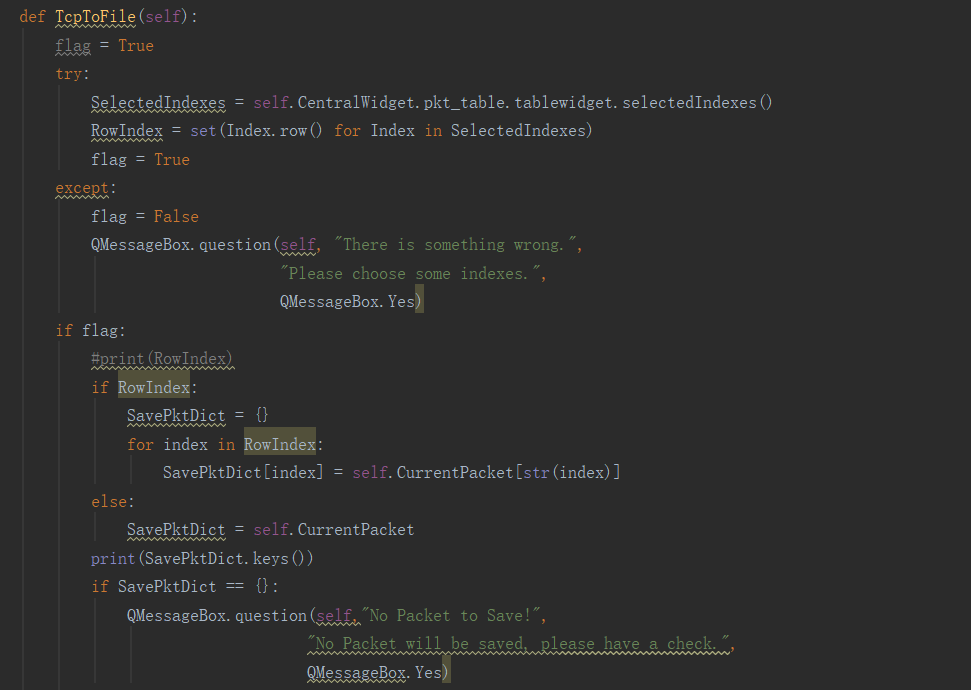 def TcpToFile(self):
    flag = True
    try:
        SelectedIndexes = self.CentralWidget.pkt_table.tablewidget.selectedIndexes()
        RowIndex = set(Index.row() for Index in SelectedIndexes)
        flag = True
    except:
        flag = False
        QMessageBox.question(self, "There is something wrong.",
                             "Please choose some indexes.",
                             QMessageBox.Yes)
    if flag:
        #print(RowIndex)
        if RowIndex:
            SavePktDict = {}
            for index in RowIndex:
                SavePktDict[index] = self.CurrentPacket[str(index)]
        else:
            SavePktDict = self.CurrentPacket
        print(SavePktDict.keys())
        if SavePktDict == {}:
            QMessageBox.question(self,"No Packet to Save!",
                                 "No Packet will be saved, please have a check.",
                                 QMessageBox.Yes)